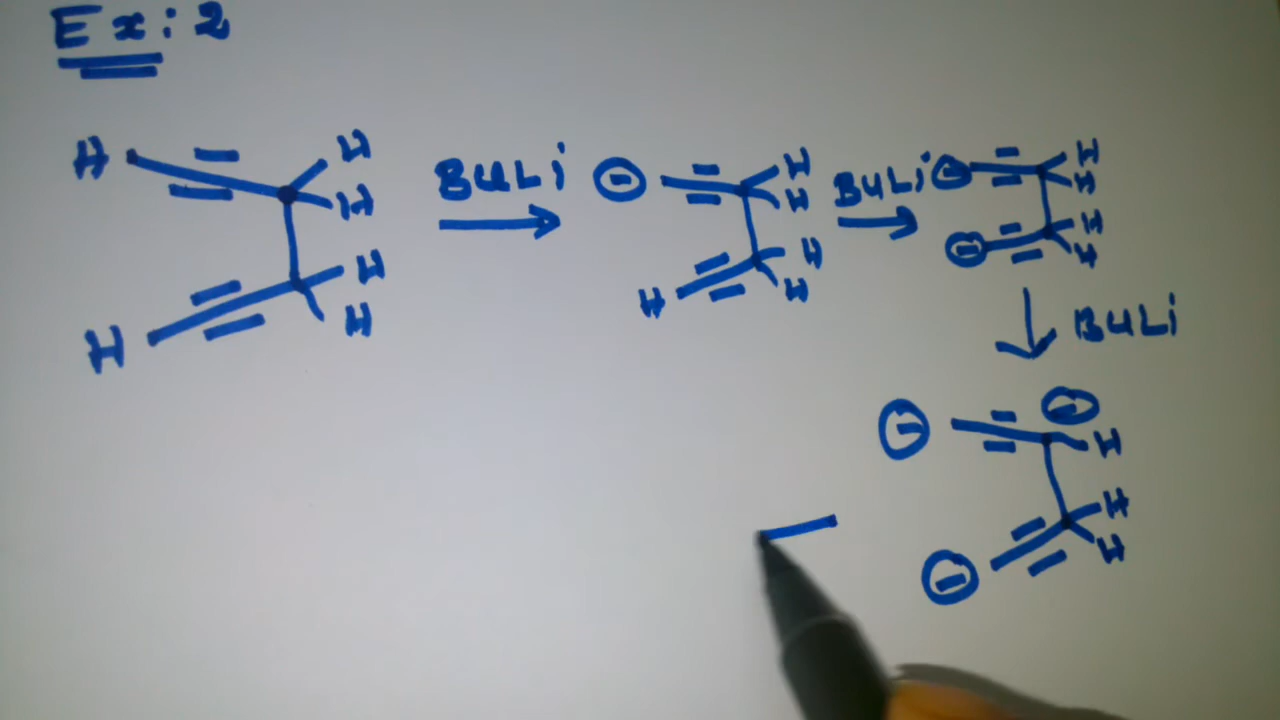 Ex: 2
H H H H H
BuLi
⊖ H H H H H
BuLi
⊖ ⊖ H H H H
BuLi
⊖ ⊖ H H H ⊖